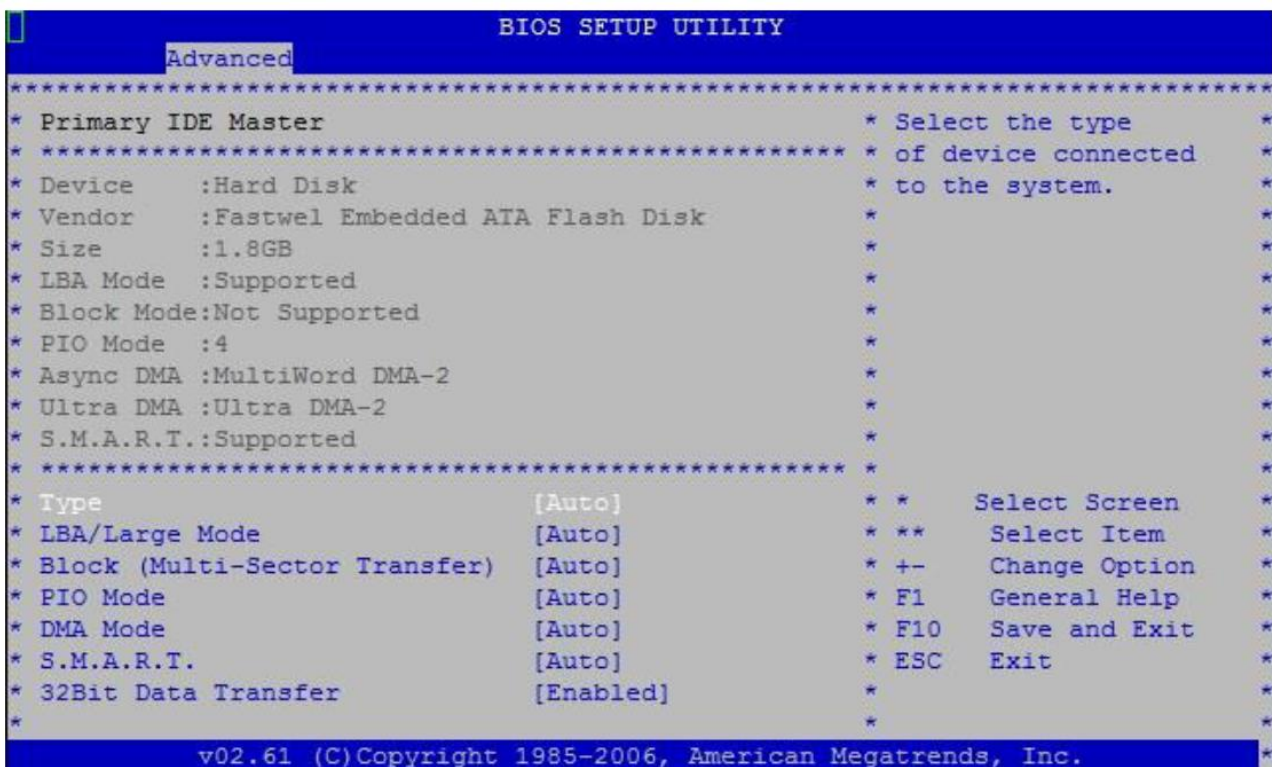 BIOS SETUP UTILITY
Advanced
********************************************************************************
* Primary IDE Master * Select the type *
* *************************************************** * of device connected *
* Device :Hard Disk * to the system. *
* Vendor :Fastwel Embedded ATA Flash Disk * *
* Size :1.8GB * *
* LBA Mode :Supported * *
* Block Mode:Not Supported * *
* PIO Mode :4 * *
* Async DMA :MultiWord DMA-2 * *
* Ultra DMA :Ultra DMA-2 * *
* S.M.A.R.T.:Supported * *
* *************************************************** * *
* Type [Auto] * * Select Screen *
* LBA/Large Mode [Auto] * ** Select Item *
* Block (Multi-Sector Transfer) [Auto] * +- Change Option *
* PIO Mode [Auto] * F1 General Help *
* DMA Mode [Auto] * F10 Save and Exit *
* S.M.A.R.T. [Auto] * ESC Exit *
* 32Bit Data Transfer [Enabled] * *
* * *
v02.61 (C)Copyright 1985-2006, American Megatrends, Inc. *